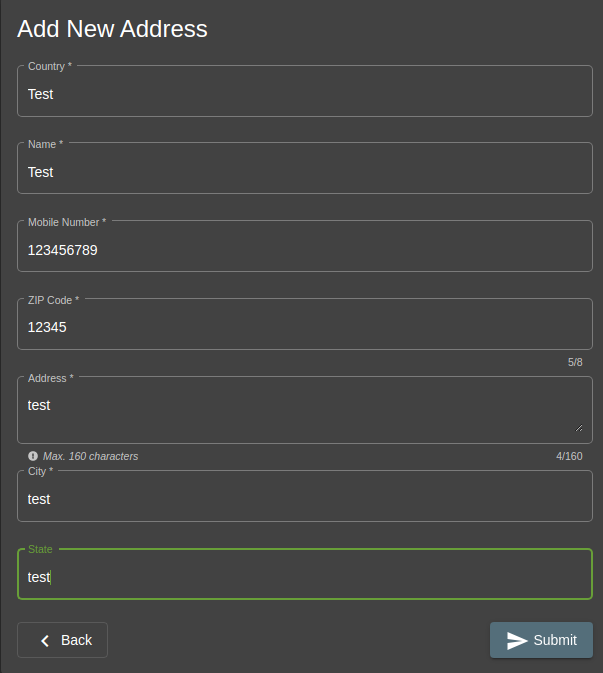 Add New Address
Country *
Test
Name *
Test
Mobile Number *
123456789
ZIP Code *
12345
5/8
Address *
test
Max. 160 characters
4/160
City *
test
State
test
Back
Submit